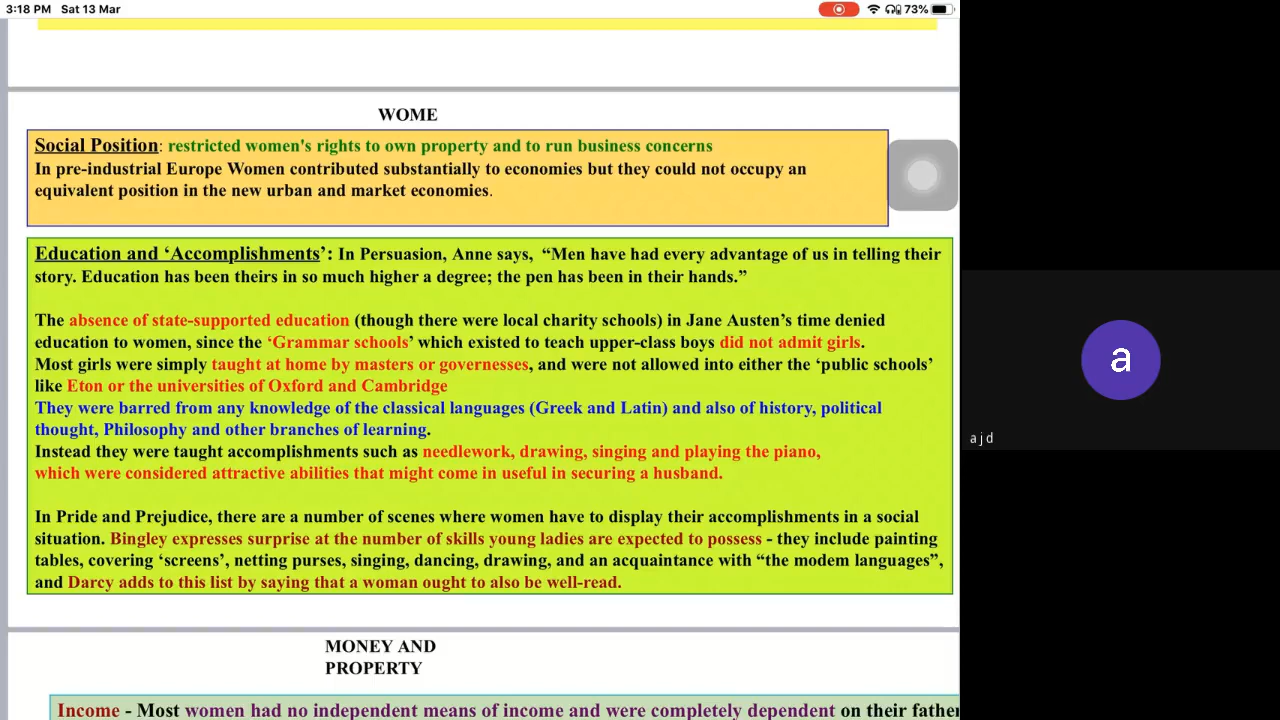 3:18 PM Sat 13 Mar
73%
WOME
Social Position: restricted women's rights to own property and to run business concerns
In pre-industrial Europe Women contributed substantially to economies but they could not occupy an
equivalent position in the new urban and market economies.
Education and ‘Accomplishments’: In Persuasion, Anne says, “Men have had every advantage of us in telling their
story. Education has been theirs in so much higher a degree; the pen has been in their hands.”
The absence of state-supported education (though there were local charity schools) in Jane Austen’s time denied
education to women, since the ‘Grammar schools’ which existed to teach upper-class boys did not admit girls.
Most girls were simply taught at home by masters or governesses, and were not allowed into either the ‘public schools’
like Eton or the universities of Oxford and Cambridge
They were barred from any knowledge of the classical languages (Greek and Latin) and also of history, political
thought, Philosophy and other branches of learning.
Instead they were taught accomplishments such as needlework, drawing, singing and playing the piano,
which were considered attractive abilities that might come in useful in securing a husband.
In Pride and Prejudice, there are a number of scenes where women have to display their accomplishments in a social
situation. Bingley expresses surprise at the number of skills young ladies are expected to possess - they include painting
tables, covering ‘screens’, netting purses, singing, dancing, drawing, and an acquaintance with “the modem languages”,
and Darcy adds to this list by saying that a woman ought to also be well-read.
MONEY AND
PROPERTY
Income - Most women had no independent means of income and were completely dependent on their father
a
a j d